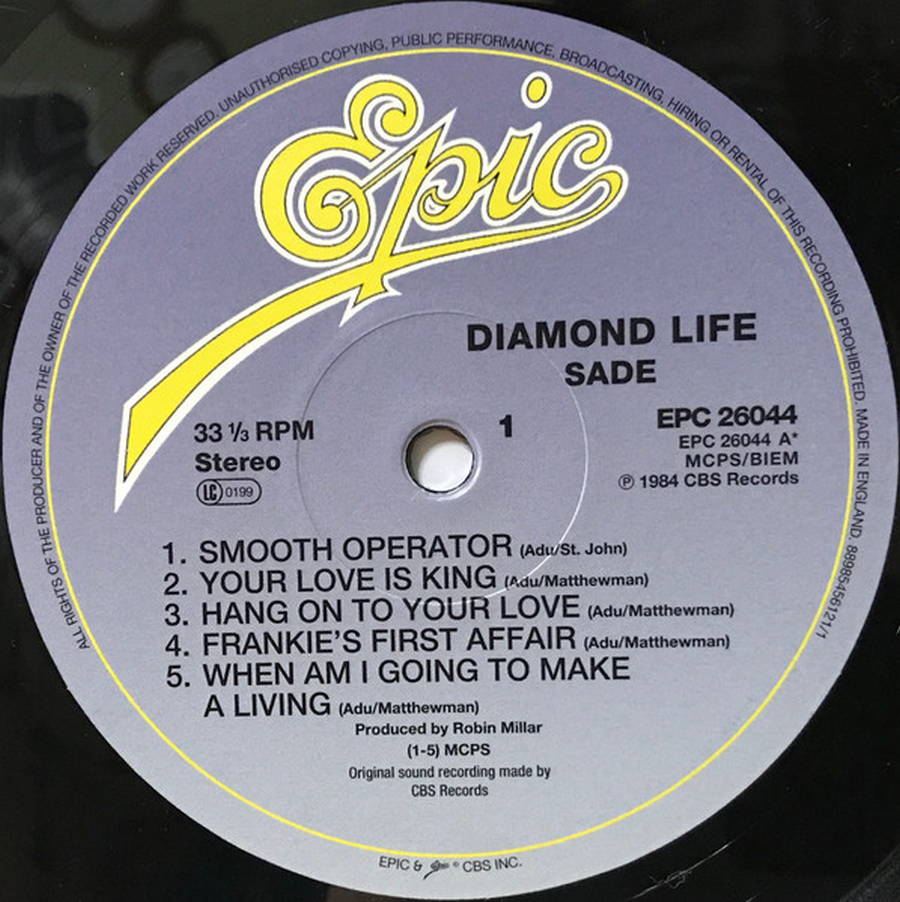 ALL RIGHTS OF THE PRODUCER AND OF THE OWNER OF THE RECORDED WORK RESERVED. UNAUTHORISED COPYING, PUBLIC PERFORMANCE, BROADCASTING, HIRING OR RENTAL OF THIS RECORDING PROHIBITED. MADE IN ENGLAND. 88985456121/1
Epic
DIAMOND LIFE
SADE
33 ⅓ RPM
Stereo
LC 0199
1
EPC 26044
EPC 26044 A*
MCPS/BIEM
℗ 1984 CBS Records
1. SMOOTH OPERATOR (Adu/St. John)
2. YOUR LOVE IS KING (Adu/Matthewman)
3. HANG ON TO YOUR LOVE (Adu/Matthewman)
4. FRANKIE'S FIRST AFFAIR (Adu/Matthewman)
5. WHEN AM I GOING TO MAKE
A LIVING (Adu/Matthewman)
Produced by Robin Millar
(1-5) MCPS
Original sound recording made by
CBS Records
EPIC & Epic ® CBS INC.